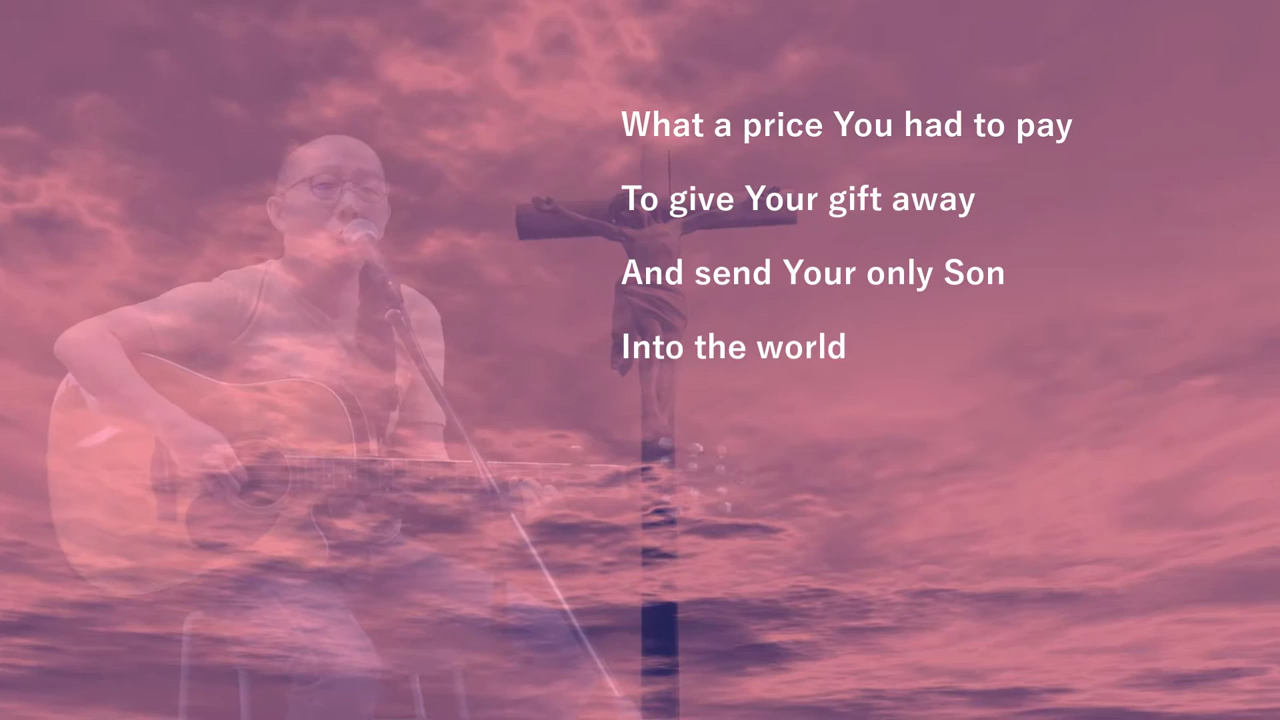 What a price You had to pay
To give Your gift away
And send Your only Son
Into the world